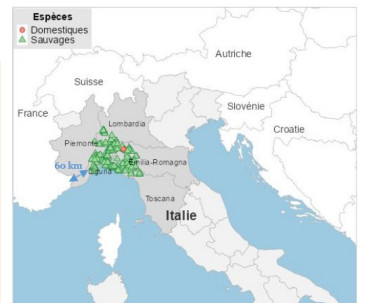 Espèces
Domestiques
Sauvages
Autriche
Suisse
Slovénie
France
Lombardia
Croatie
Piemonte
60 km
Emilia-Romagna
Liguria
Toscana
Italie